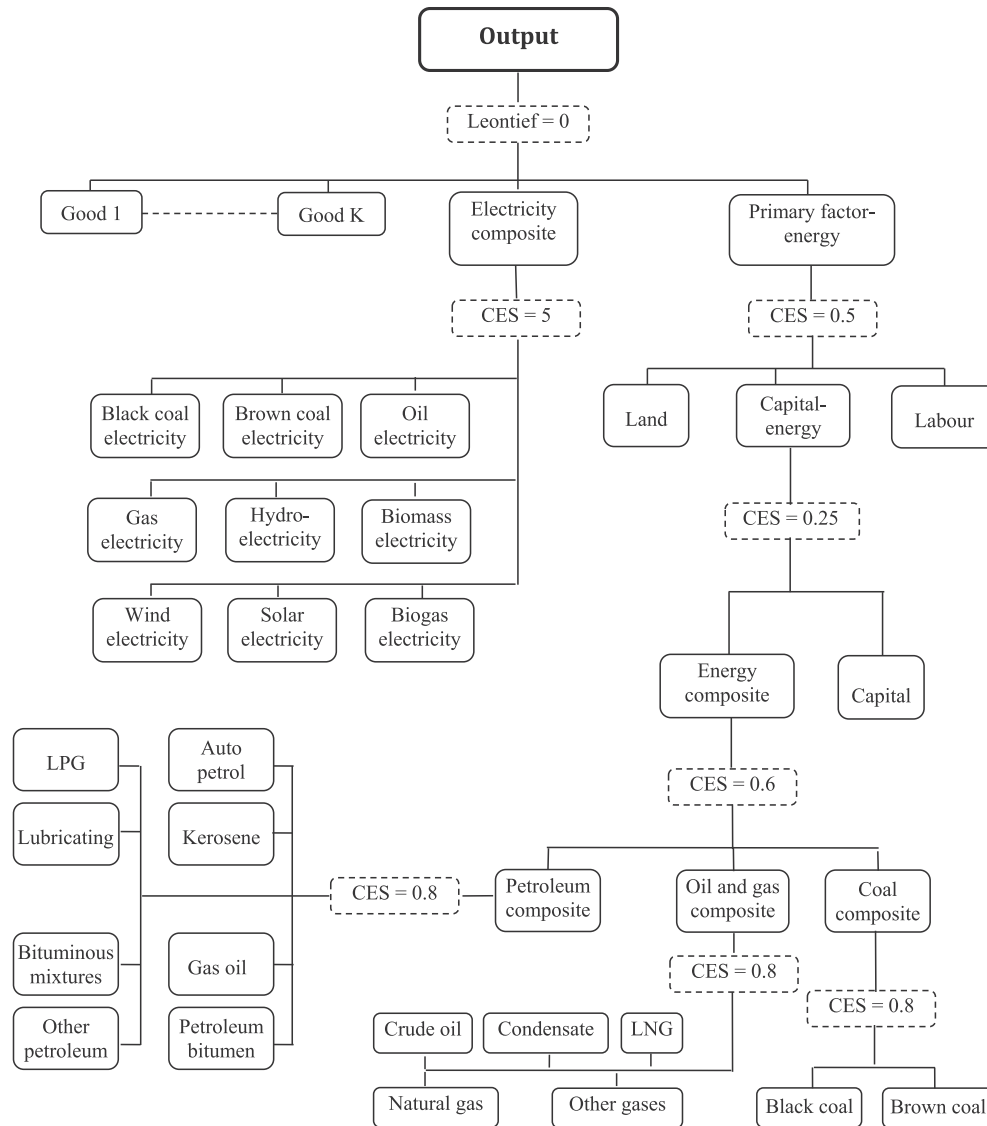 Output
Leontief = 0
Good 1
Good K
Electricity
composite
Primary factor-
energy
CES = 5
CES = 0.5
Black coal
electricity
Brown coal
electricity
Oil
electricity
Land
Capital-
energy
Labour
Gas
electricity
Hydro-
electricity
Biomass
electricity
CES = 0.25
Wind
electricity
Solar
electricity
Biogas
electricity
Energy
composite
Capital
LPG
Auto
petrol
CES = 0.6
Lubricating
Kerosene
CES = 0.8
Petroleum
composite
Oil and gas
composite
Coal
composite
Bituminous
mixtures
Gas oil
CES = 0.8
CES = 0.8
Other
petroleum
Petroleum
bitumen
Crude oil
Condensate
LNG
Natural gas
Other gases
Black coal
Brown coal